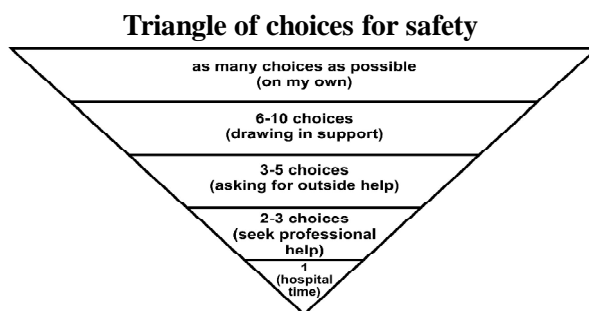 Triangle of choices for safety
as many choices as possible
(on my own)
6-10 choices
(drawing in support)
3-5 choices
(asking for outside help)
2-3 choices
(seek professional
help)
1
(hospital
time)